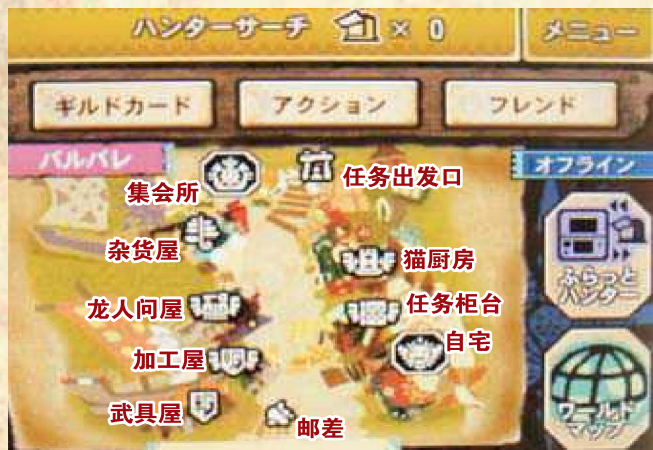 ハンターサーチ × 0
メニュー
ギルドカード
アクション
フレンド
バルバレ
オフライン
集会所
任务出发口
杂货屋
猫厨房
龙人问屋
任务柜台
自宅
加工屋
武具屋
邮差
ふらっと
ハンター
ワールド
マップ